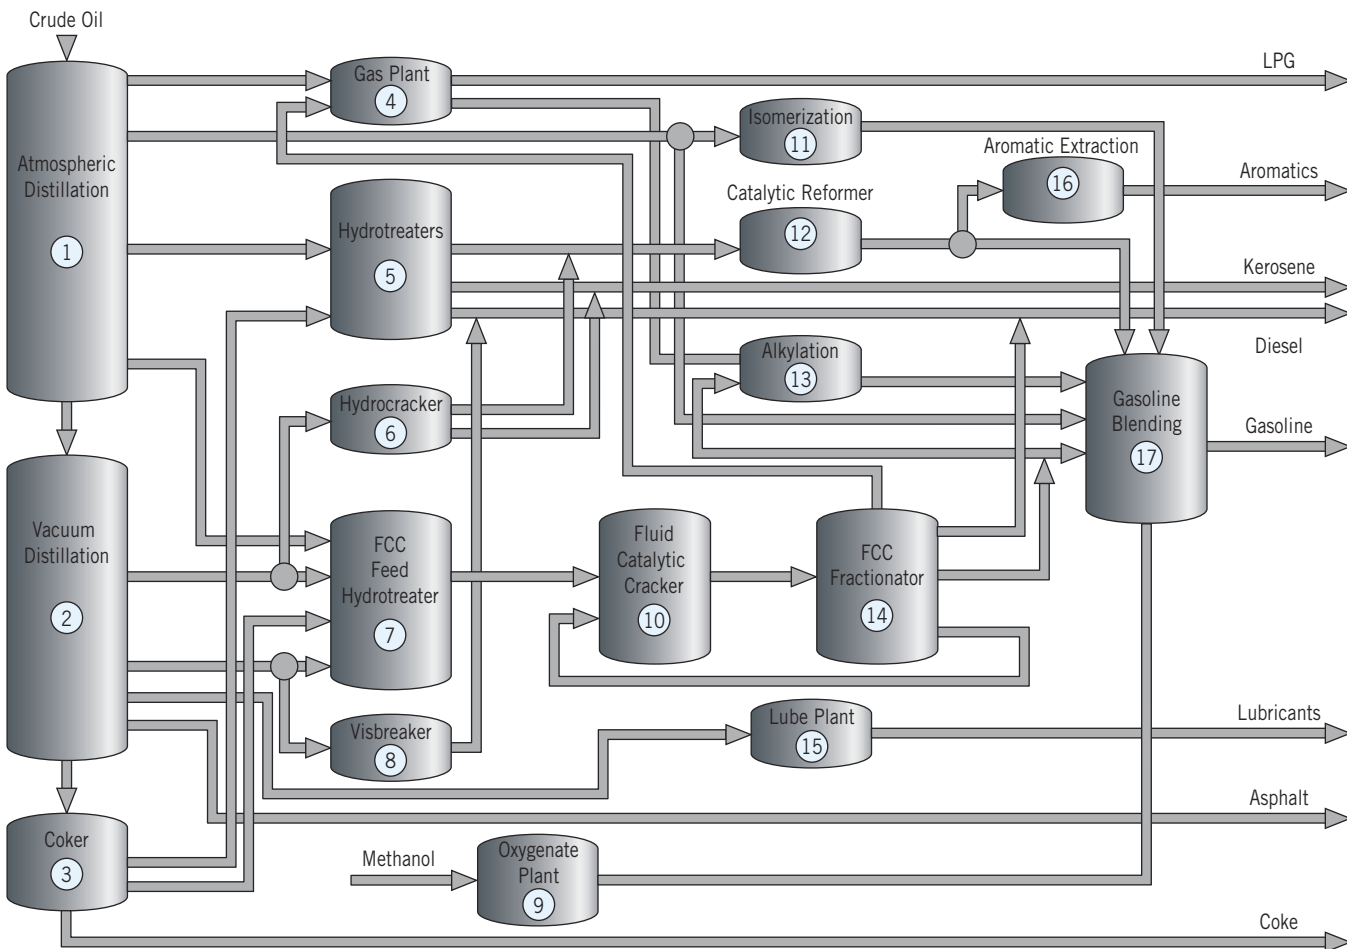 Crude Oil
Atmospheric
Distillation
1
Vacuum
Distillation
2
Coker
3
Gas Plant
4
Hydrotreaters
5
Hydrocracker
6
FCC
Feed
Hydrotreater
7
Visbreaker
8
Methanol
Oxygenate
Plant
9
Fluid
Catalytic
Cracker
10
Isomerization
11
Catalytic Reformer
12
Alkylation
13
FCC
Fractionator
14
Lube Plant
15
Aromatic Extraction
16
Gasoline
Blending
17
LPG
Aromatics
Kerosene
Diesel
Gasoline
Lubricants
Asphalt
Coke